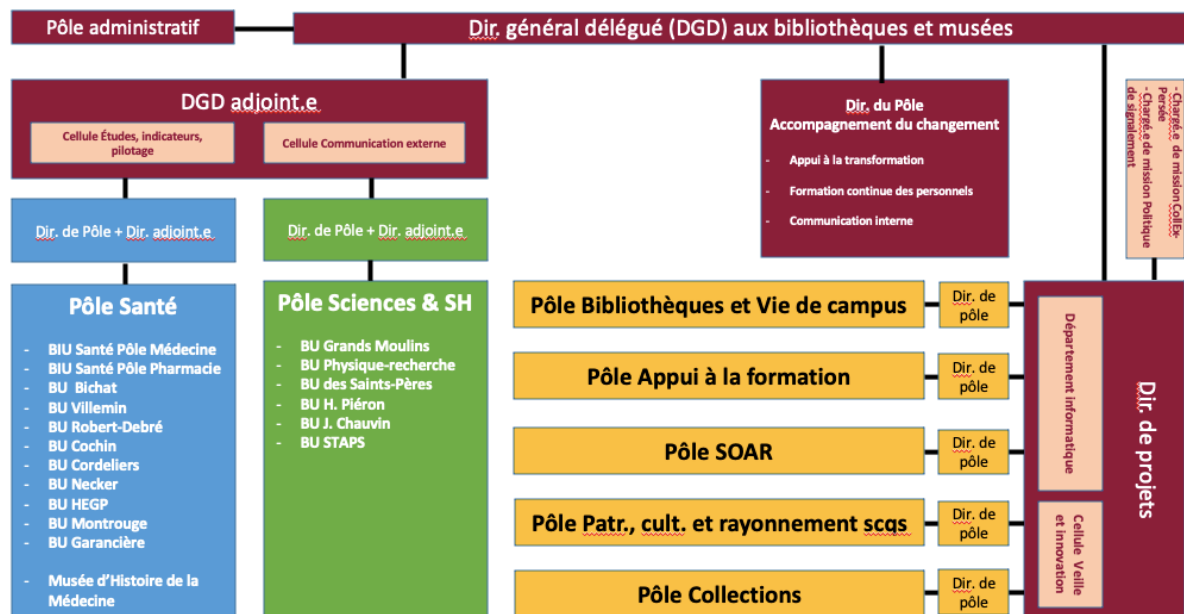 Pôle administratif
Dir. général délégué (DGD) aux bibliothèques et musées
DGD adjoint.e
Cellule Études, indicateurs,
pilotage
Cellule Communication externe
Dir. du Pôle
Accompagnement du changement
- Appui à la transformation
- Formation continue des personnels
- Communication interne
- Chargé.e de mission CollEx-
Persée
- Chargé.e de mission Politique
de signalement
Dir. de Pôle + Dir. adjoint.e
Dir. de Pôle + Dir. adjoint.e
Pôle Santé
- BIU Santé Pôle Médecine
- BIU Santé Pôle Pharmacie
- BU Bichat
- BU Villemin
- BU Robert-Debré
- BU Cochin
- BU Cordeliers
- BU Necker
- BU HEGP
- BU Montrouge
- BU Garancière
- Musée d'Histoire de la
Médecine
Pôle Sciences & SH
- BU Grands Moulins
- BU Physique-recherche
- BU des Saints-Pères
- BU H. Piéron
- BU J. Chauvin
- BU STAPS
Pôle Bibliothèques et Vie de campus
Dir. de
pôle
Pôle Appui à la formation
Dir. de
pôle
Pôle SOAR
Dir. de
pôle
Pôle Patr., cult. et rayonnement scqs
Dir. de
pôle
Pôle Collections
Dir. de
pôle
Département informatique
Cellule Veille
et innovation
Dir. de projets